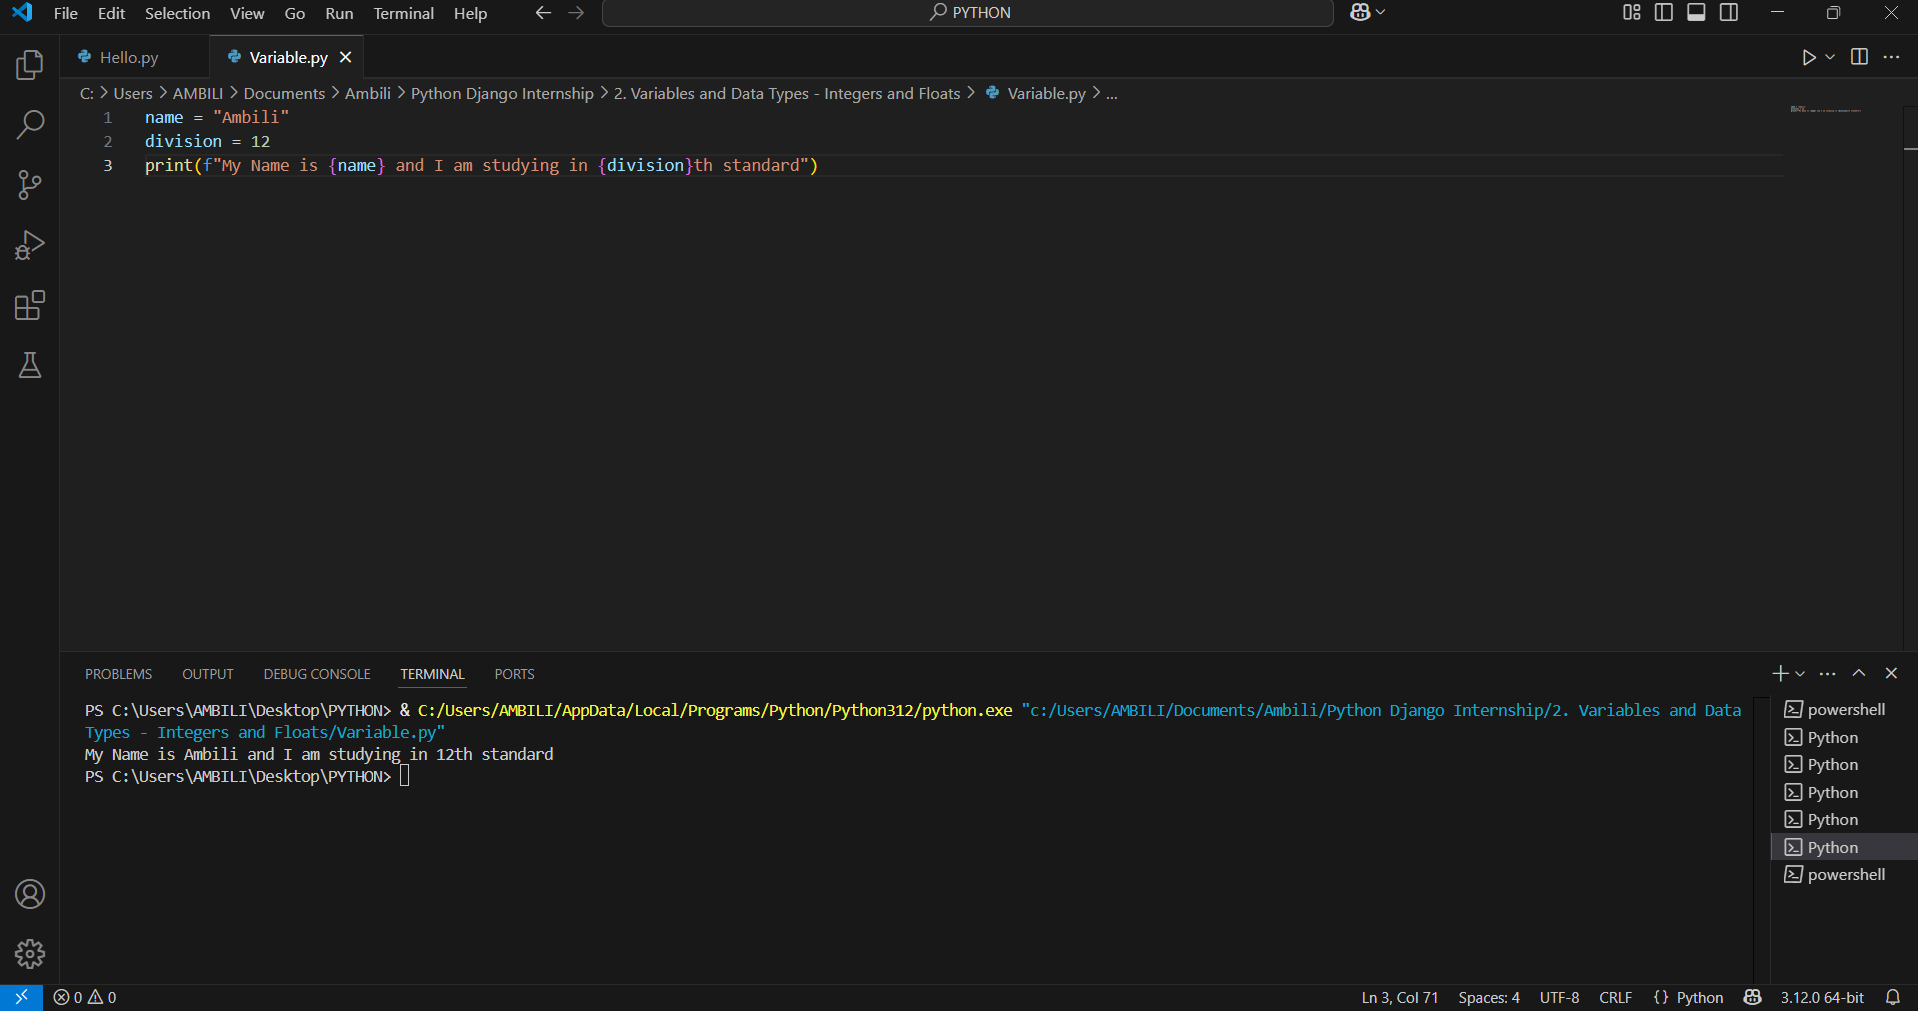 File Edit Selection View Go Run Terminal Help PYTHON
Hello.py Variable.py
C: > Users > AMBILI > Documents > Ambili > Python Django Internship > 2. Variables and Data Types - Integers and Floats > Variable.py > ...
1 name = "Ambili"
2 division = 12
3 print(f"My Name is {name} and I am studying in {division}th standard")
PROBLEMS OUTPUT DEBUG CONSOLE TERMINAL PORTS
PS C:\Users\AMBILI\Desktop\PYTHON> & C:/Users/AMBILI/AppData/Local/Programs/Python/Python312/python.exe "c:/Users/AMBILI/Documents/Ambili/Python Django Internship/2. Variables and Data
Types - Integers and Floats/Variable.py"
My Name is Ambili and I am studying in 12th standard
PS C:\Users\AMBILI\Desktop\PYTHON>
powershell
Python
Python
Python
Python
Python
powershell
0 0 Ln 3, Col 71 Spaces: 4 UTF-8 CRLF {} Python 3.12.0 64-bit